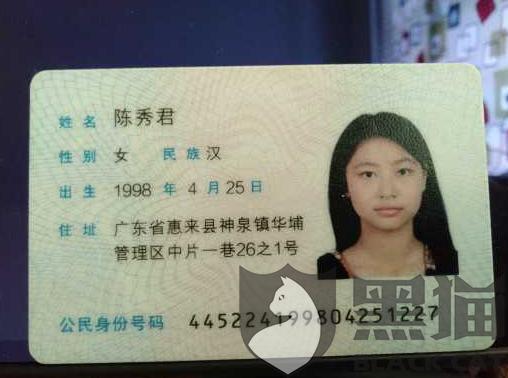 姓名 陈秀君
性别 女 民族 汉
出生 1998 年 4 月 25 日
住址 广东省惠来县神泉镇华埔
管理区中片一巷26之1号
公民身份号码 445224199804251227
黑猫
BLACK CAT